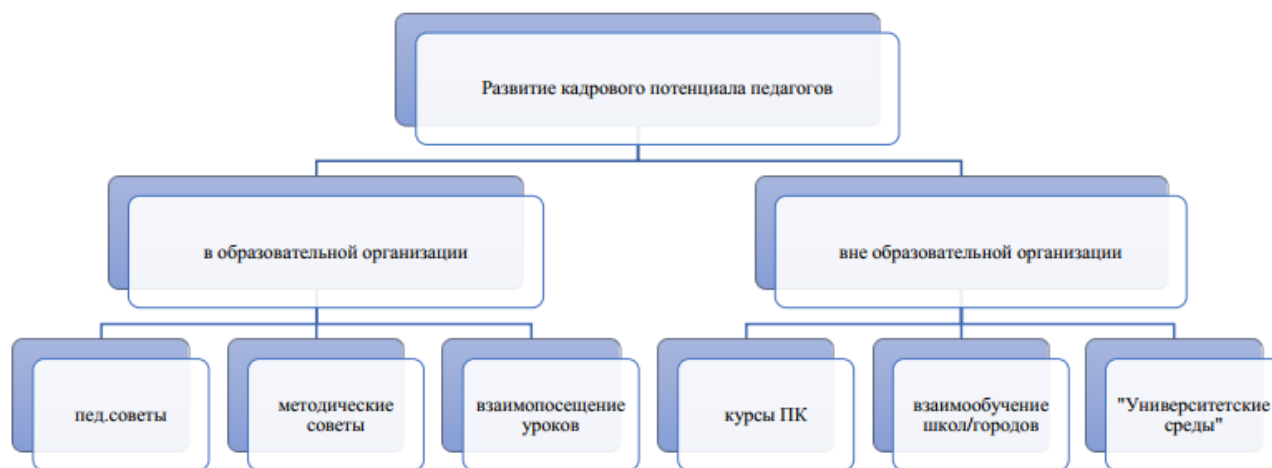 Развитие кадрового потенциала педагогов
в образовательной организации
вне образовательной организации
пед.советы
методические
советы
взаимопосещение
уроков
курсы ПК
взаимообучение
школ/городов
"Университетские
среды"